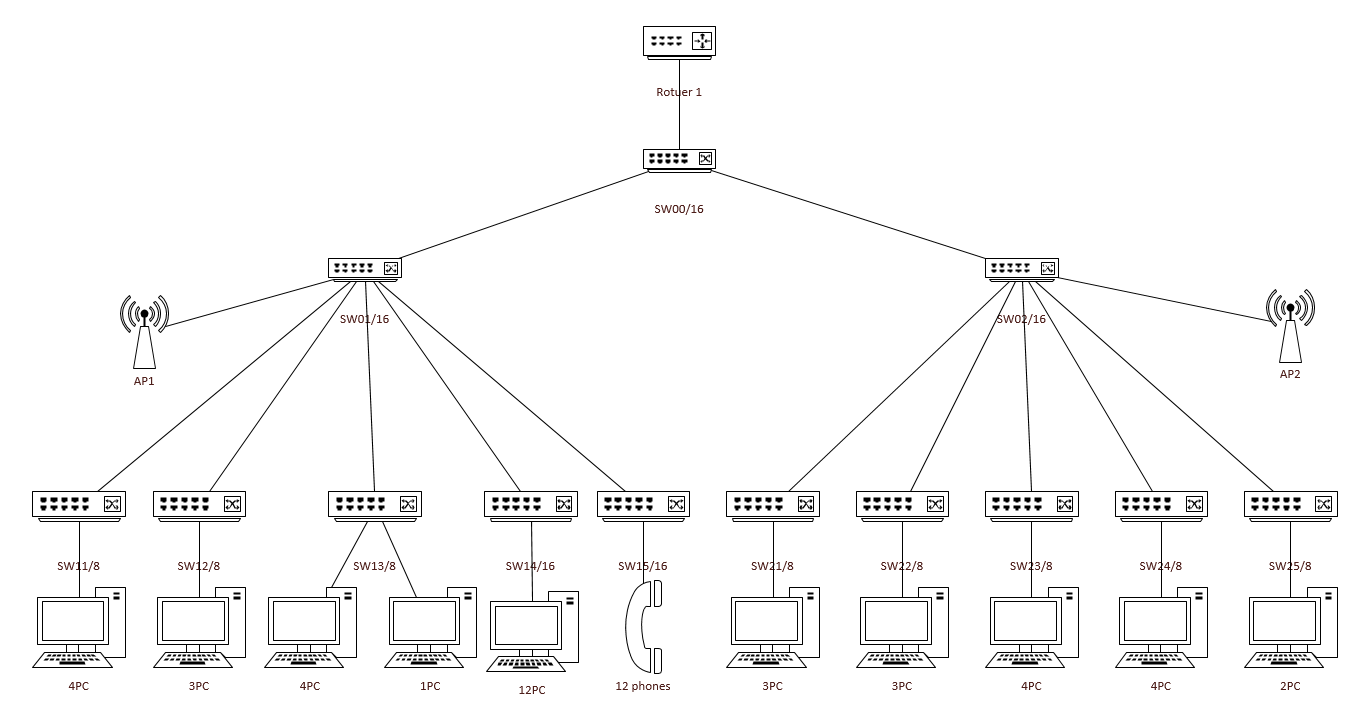 Rotuer 1
SW00/16
SW01/16
SW02/16
AP1
AP2
SW11/8
SW12/8
SW13/8
SW14/16
SW15/16
SW21/8
SW22/8
SW23/8
SW24/8
SW25/8
4PC
3PC
4PC
1PC
12PC
12 phones
3PC
3PC
4PC
4PC
2PC